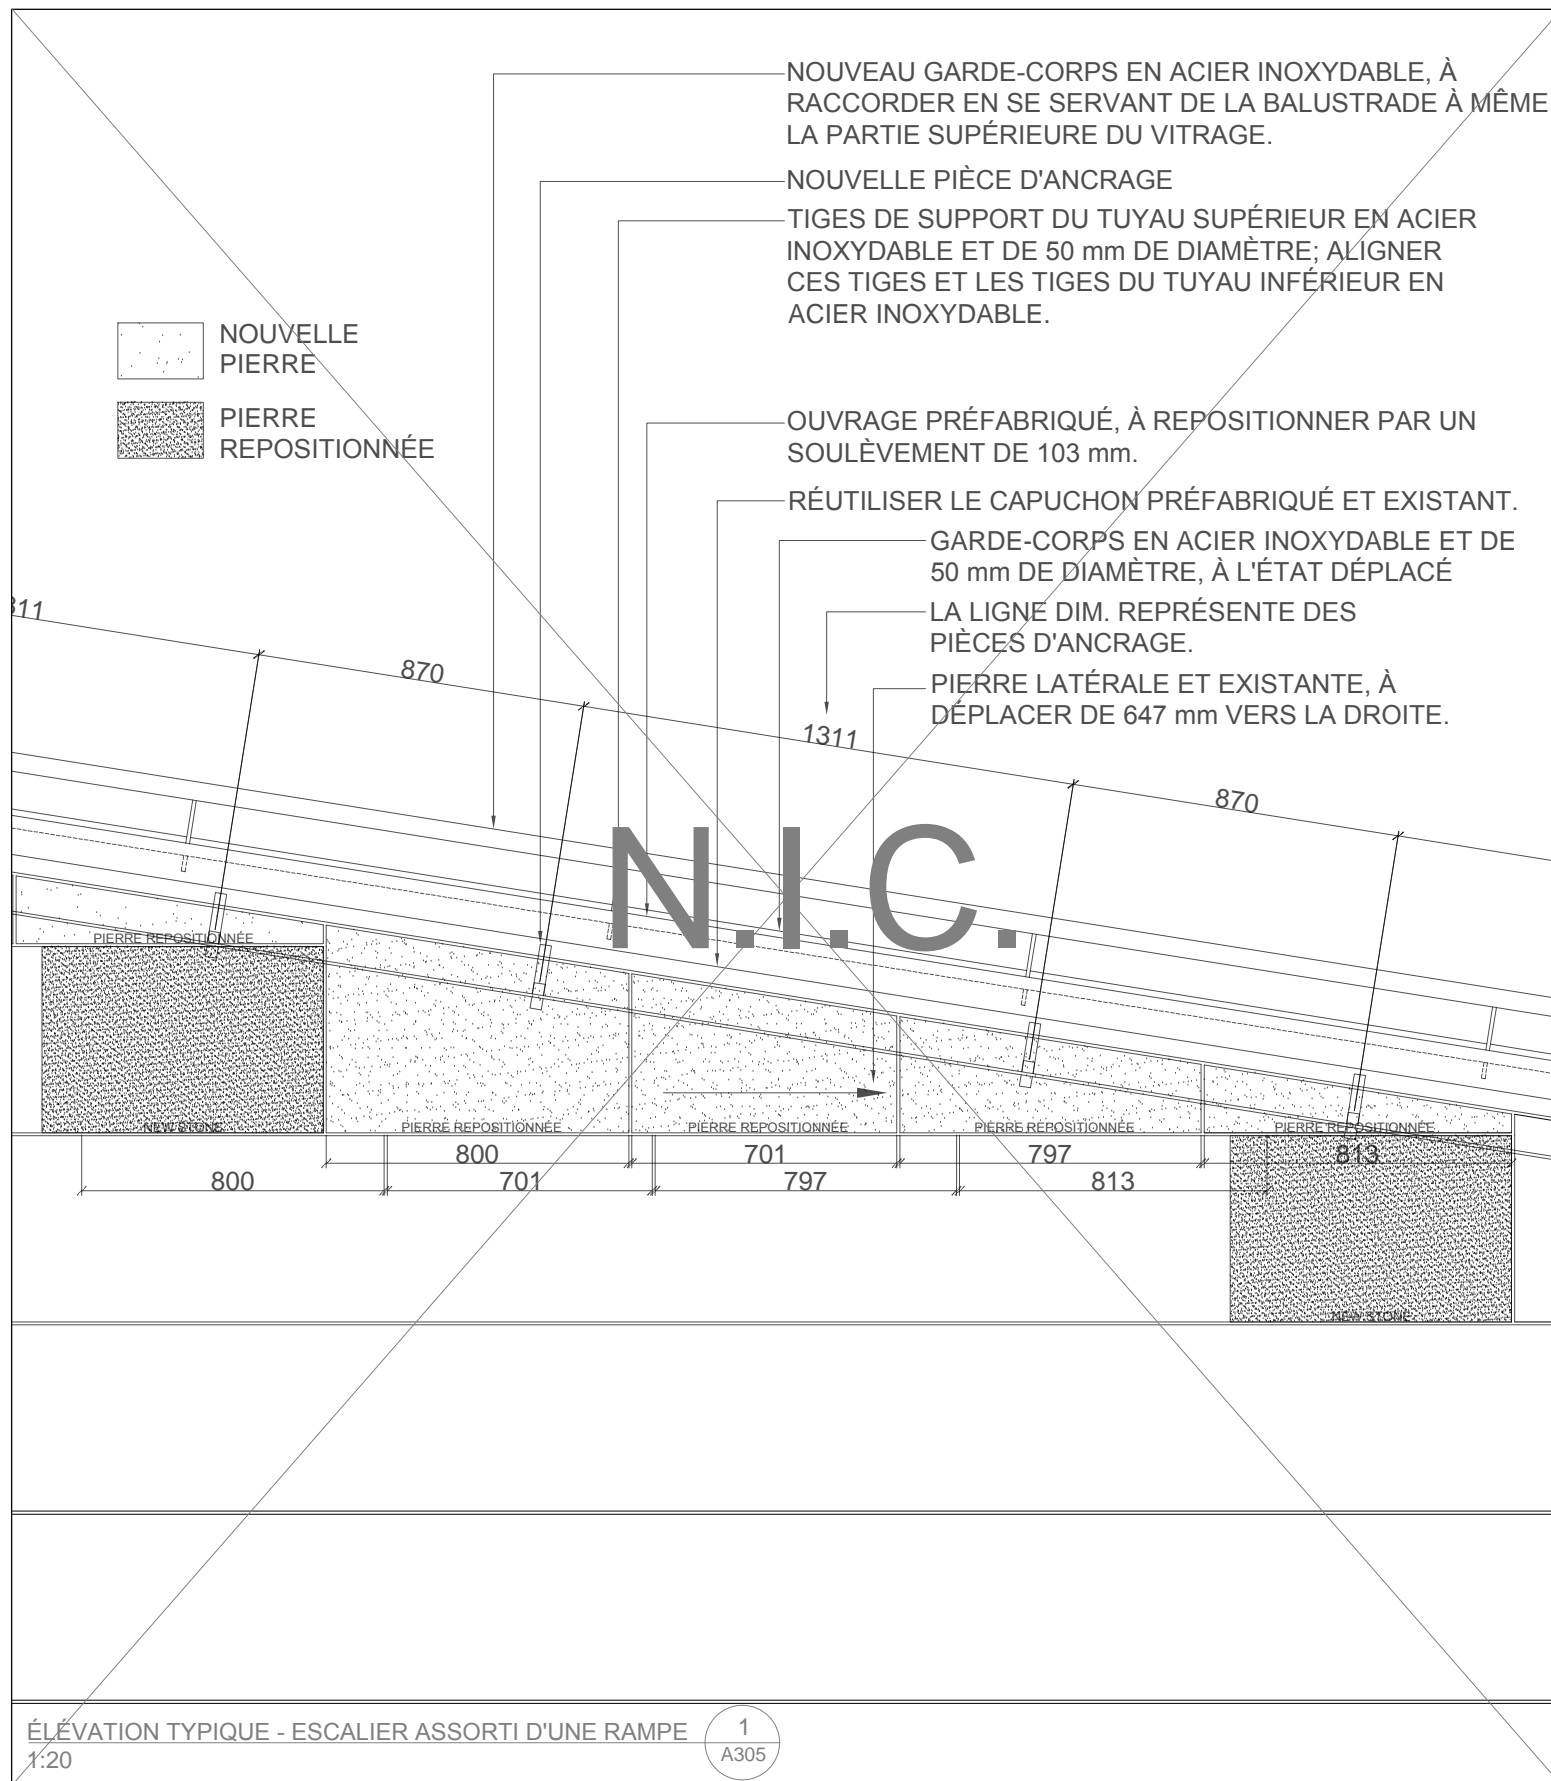 NOUVEAU GARDE-CORPS EN ACIER INOXYDABLE, À
RACCORDER EN SE SERVANT DE LA BALUSTRADE À MÊME
LA PARTIE SUPÉRIEURE DU VITRAGE.
NOUVELLE PIÈCE D'ANCRAGE
TIGES DE SUPPORT DU TUYAU SUPÉRIEUR EN ACIER
INOXYDABLE ET DE 50 mm DE DIAMÈTRE; ALIGNER
CES TIGES ET LES TIGES DU TUYAU INFÉRIEUR EN
ACIER INOXYDABLE.
NOUVELLE
PIERRE
PIERRE
REPOSITIONNÉE
OUVRAGE PRÉFABRIQUÉ, À REPOSITIONNER PAR UN
SOULÈVEMENT DE 103 mm.
RÉUTILISER LE CAPUCHON PRÉFABRIQUÉ ET EXISTANT.
GARDE-CORPS EN ACIER INOXYDABLE ET DE
50 mm DE DIAMÈTRE, À L'ÉTAT DÉPLACÉ
LA LIGNE DIM. REPRÉSENTE DES
PIÈCES D'ANCRAGE.
PIERRE LATÉRALE ET EXISTANTE, À
DÉPLACER DE 647 mm VERS LA DROITE.
311
870
1311
870
N.I.C.
PIERRE REPOSITIONNÉE
NEW STONE
PIERRE REPOSITIONNÉE
PIERRE REPOSITIONNÉE
PIERRE REPOSITIONNÉE
PIERRE REPOSITIONNÉE
800
701
797
813
800
701
797
813
NEW STONE
ÉLÉVATION TYPIQUE - ESCALIER ASSORTI D'UNE RAMPE
1:20
1
A305